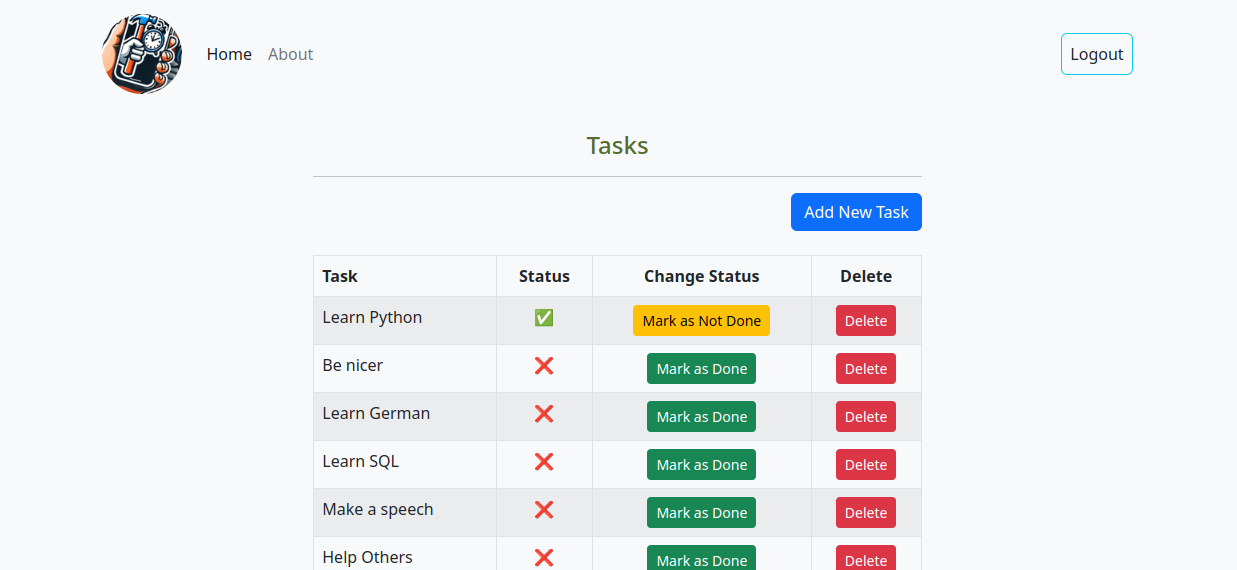 Home About Logout
Tasks
Add New Task
Task Status Change Status Delete
Learn Python ✅ Mark as Not Done Delete
Be nicer ❌ Mark as Done Delete
Learn German ❌ Mark as Done Delete
Learn SQL ❌ Mark as Done Delete
Make a speech ❌ Mark as Done Delete
Help Others ❌ Mark as Done Delete